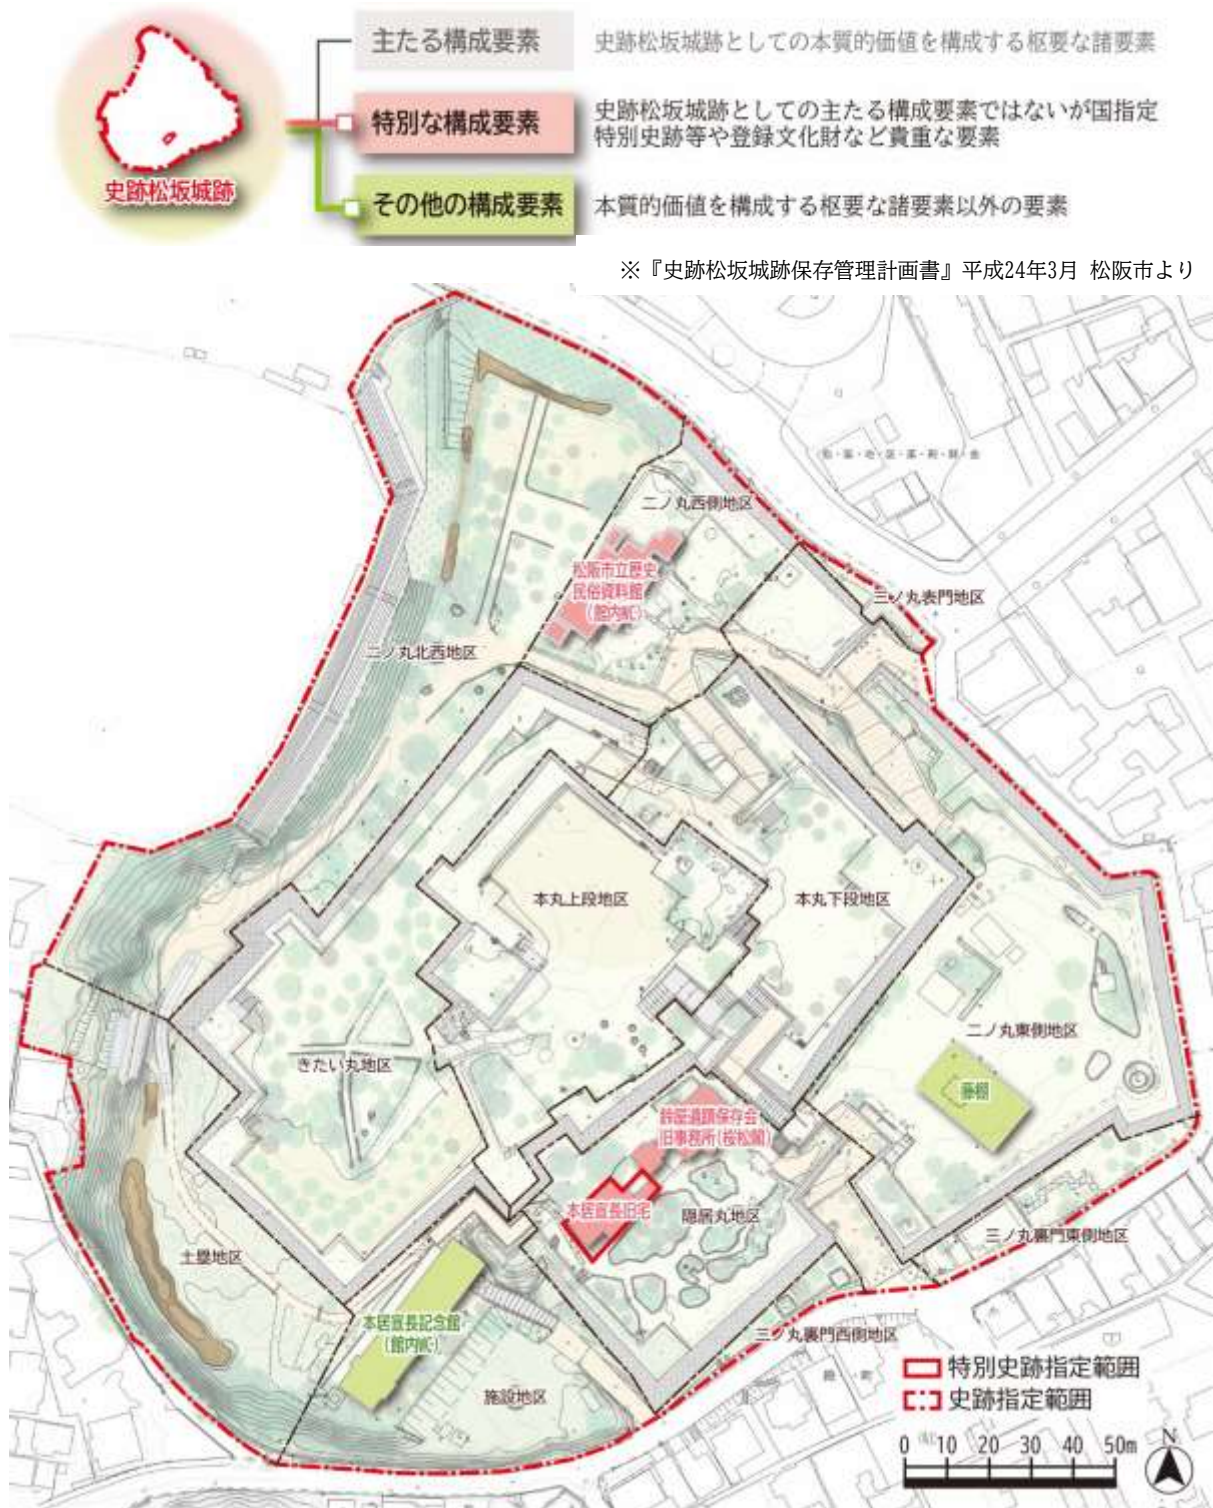 主たる構成要素
史跡松坂城跡としての本質的価値を構成する枢要な諸要素
特別な構成要素
史跡松坂城跡としての主たる構成要素ではないが国指定
特別史跡等や登録文化財など貴重な要素
史跡松坂城跡
その他の構成要素
本質的価値を構成する枢要な諸要素以外の要素
※『史跡松坂城跡保存管理計画書』平成24年3月 松阪市より
二ノ丸西側地区
松阪市立歴史
民俗資料館
（館内WC）
三ノ丸表門地区
二ノ丸北西地区
本丸上段地区
本丸下段地区
二ノ丸東側地区
きたい丸地区
藤棚
鈴屋遺蹟保存会
旧事務所（桜松閣）
本居宣長旧宅
隠居丸地区
三ノ丸裏門東側地区
土塁地区
本居宣長記念館
（館内WC）
三ノ丸裏門西側地区
施設地区
特別史跡指定範囲
史跡指定範囲
0 10 20 30 40 50m
N